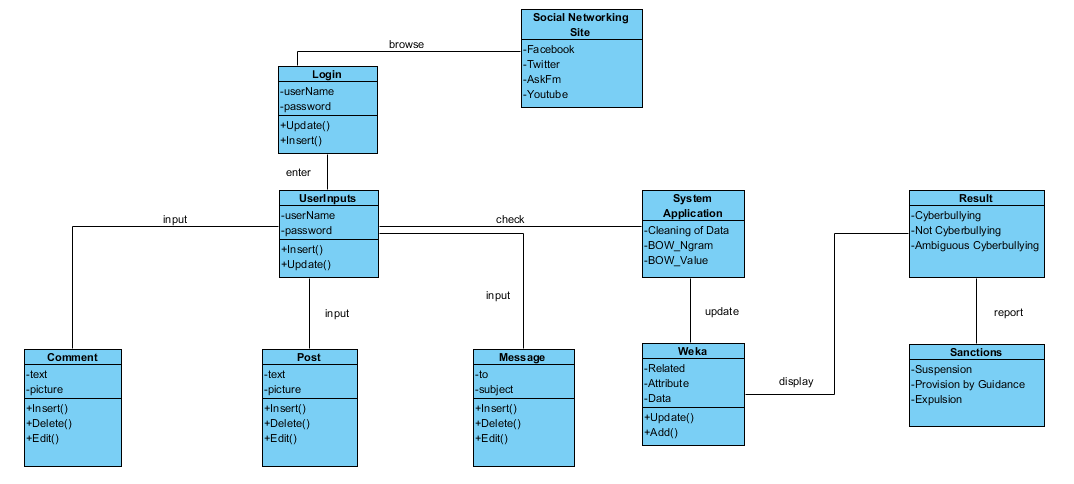 Social Networking
Site
-Facebook
-Twitter
-AskFm
-Youtube
browse
Login
-userName
-password
+Update()
+Insert()
enter
UserInputs
-userName
-password
+Insert()
+Update()
input
check
input
input
System
Application
-Cleaning of Data
-BOW_Ngram
-BOW_Value
Result
-Cyberbullying
-Not Cyberbullying
-Ambiguous Cyberbullying
update
report
Comment
-text
-picture
+Insert()
+Delete()
+Edit()
Post
-text
-picture
+Insert()
+Delete()
+Edit()
Message
-to
-subject
+Insert()
+Delete()
+Edit()
Weka
-Related
-Attribute
-Data
+Update()
+Add()
display
Sanctions
-Suspension
-Provision by Guidance
-Expulsion